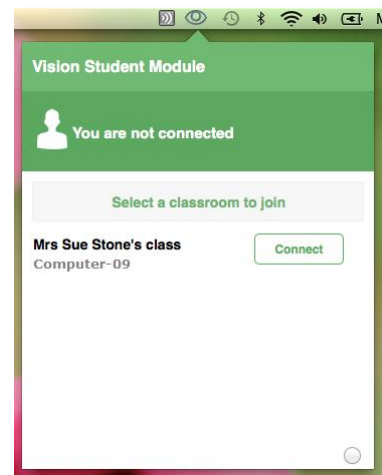 Vision Student Module
You are not connected
Select a classroom to join
Mrs Sue Stone's class
Connect
Computer-09